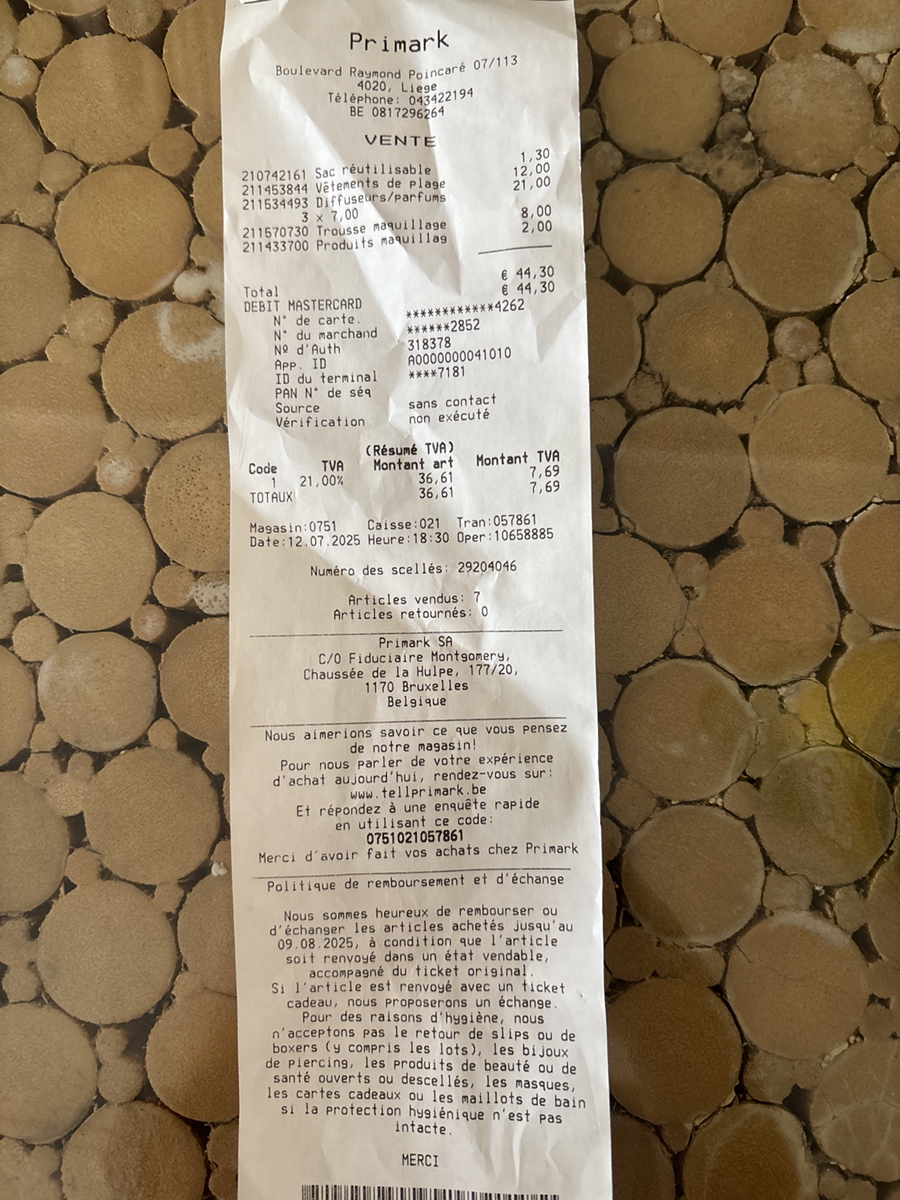 Primark
Boulevard Raymond Poincaré 07/113
4020, Liege
Téléphone: 043422194
BE 0817296264
VENTE
210742161 Sac réutilisable 1,30
211453844 Vêtements de plage 12,00
211534493 Diffuseurs/parfums 21,00
3 x 7,00
211570730 Trousse maquillage 8,00
211433700 Produits maquillag 2,00
Total € 44,30
DEBIT MASTERCARD € 44,30
N° de carte. ************4262
N° du marchand ******2852
Nº d'Auth 318378
App. ID A0000000041010
ID du terminal ****7181
PAN N° de séq
Source sans contact
Vérification non exécuté
(Résumé TVA)
Code TVA Montant art Montant TVA
1 21,00% 36,61 7,69
TOTAUX 36,61 7,69
Magasin:0751 Caisse:021 Tran:057861
Date:12.07.2025 Heure:18:30 Oper:10658885
Numéro des scellés: 29204046
Articles vendus: 7
Articles retournés: 0
Primark SA
C/O Fiduciaire Montgomery,
Chaussée de la Hulpe, 177/20,
1170 Bruxelles
Belgique
Nous aimerions savoir ce que vous pensez
de notre magasin!
Pour nous parler de votre expérience
d'achat aujourd'hui, rendez-vous sur:
www.tellprimark.be
Et répondez à une enquête rapide
en utilisant ce code:
0751021057861
Merci d'avoir fait vos achats chez Primark
Politique de remboursement et d'échange
Nous sommes heureux de rembourser ou
d'échanger les articles achetés jusqu'au
09.08.2025, à condition que l'article
soit renvoyé dans un état vendable,
accompagné du ticket original.
Si l'article est renvoyé avec un ticket
cadeau, nous proposerons un échange.
Pour des raisons d'hygiène, nous
n'acceptons pas le retour de slips ou de
boxers (y compris les lots), les bijoux
de piercing, les produits de beauté ou de
santé ouverts ou descellés, les masques,
les cartes cadeaux ou les maillots de bain
si la protection hygiénique n'est pas
intacte.
MERCI